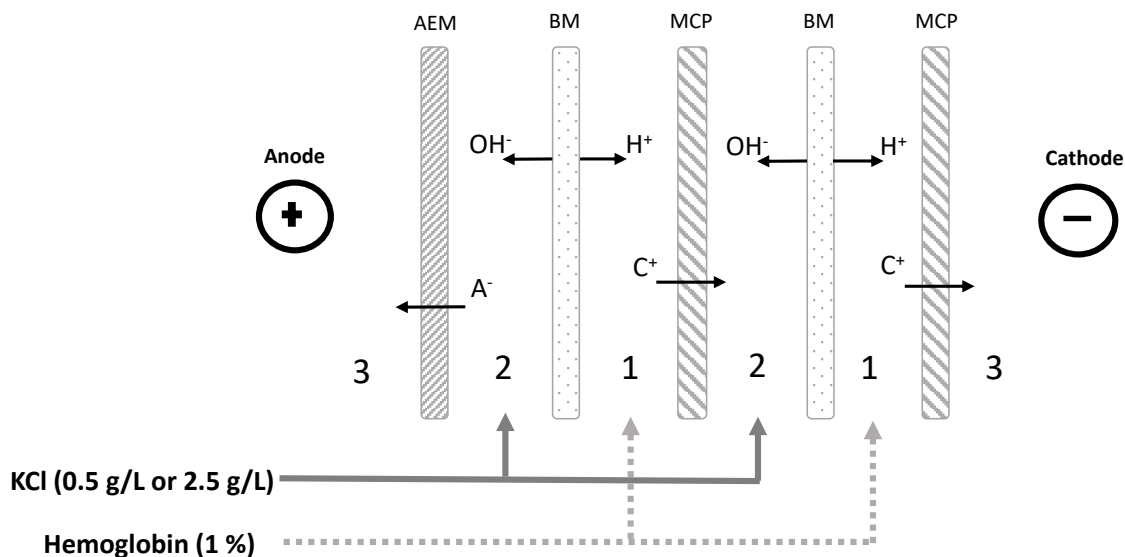 AEM BM MCP BM MCP
OH⁻ H⁺ OH⁻ H⁺
Anode Cathode
+ −
C⁺ C⁺
A⁻
3 2 1 2 1 3
KCl (0.5 g/L or 2.5 g/L)
Hemoglobin (1 %)